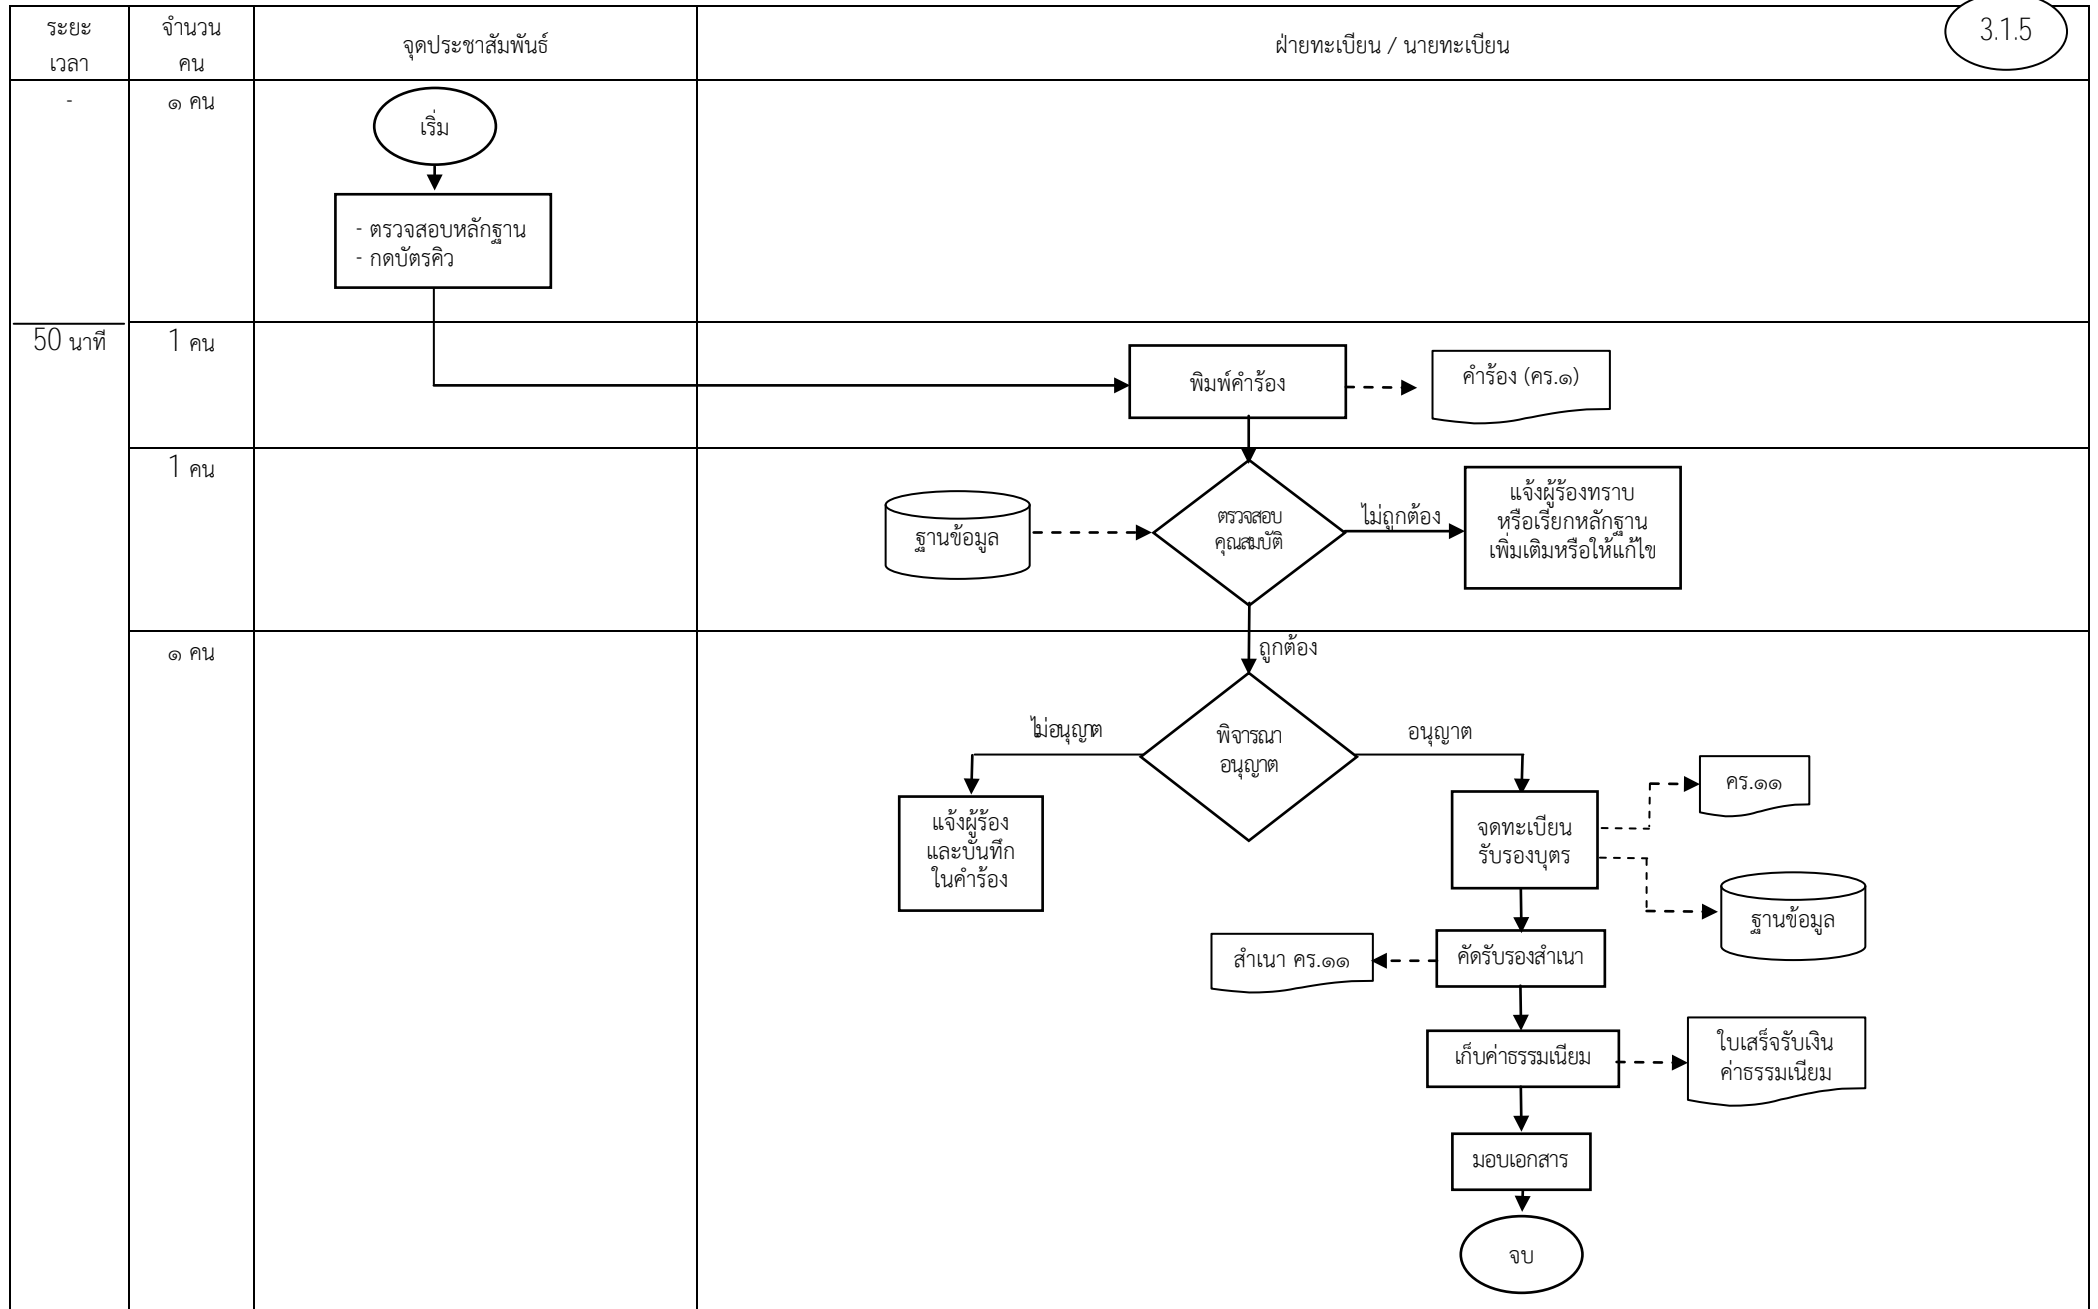 ระยะ
เวลา
จำนวน
คน
จุดประชาสัมพันธ์
ฝ่ายทะเบียน / นายทะเบียน
3.1.5
-
๑ คน
เริ่ม
- ตรวจสอบหลักฐาน
- กดบัตรคิว
50 นาที
1 คน
พิมพ์คำร้อง
คำร้อง (คร.๑)
1 คน
ฐานข้อมูล
ตรวจสอบ
คุณสมบัติ
ไม่ถูกต้อง
แจ้งผู้ร้องทราบ
หรือเรียกหลักฐาน
เพิ่มเติมหรือให้แก้ไข
๑ คน
ถูกต้อง
ไม่อนุญาต
พิจารณา
อนุญาต
อนุญาต
แจ้งผู้ร้อง
และบันทึก
ในคำร้อง
จดทะเบียน
รับรองบุตร
คร.๑๑
ฐานข้อมูล
สำเนา คร.๑๑
คัดรับรองสำเนา
เก็บค่าธรรมเนียม
ใบเสร็จรับเงิน
ค่าธรรมเนียม
มอบเอกสาร
จบ